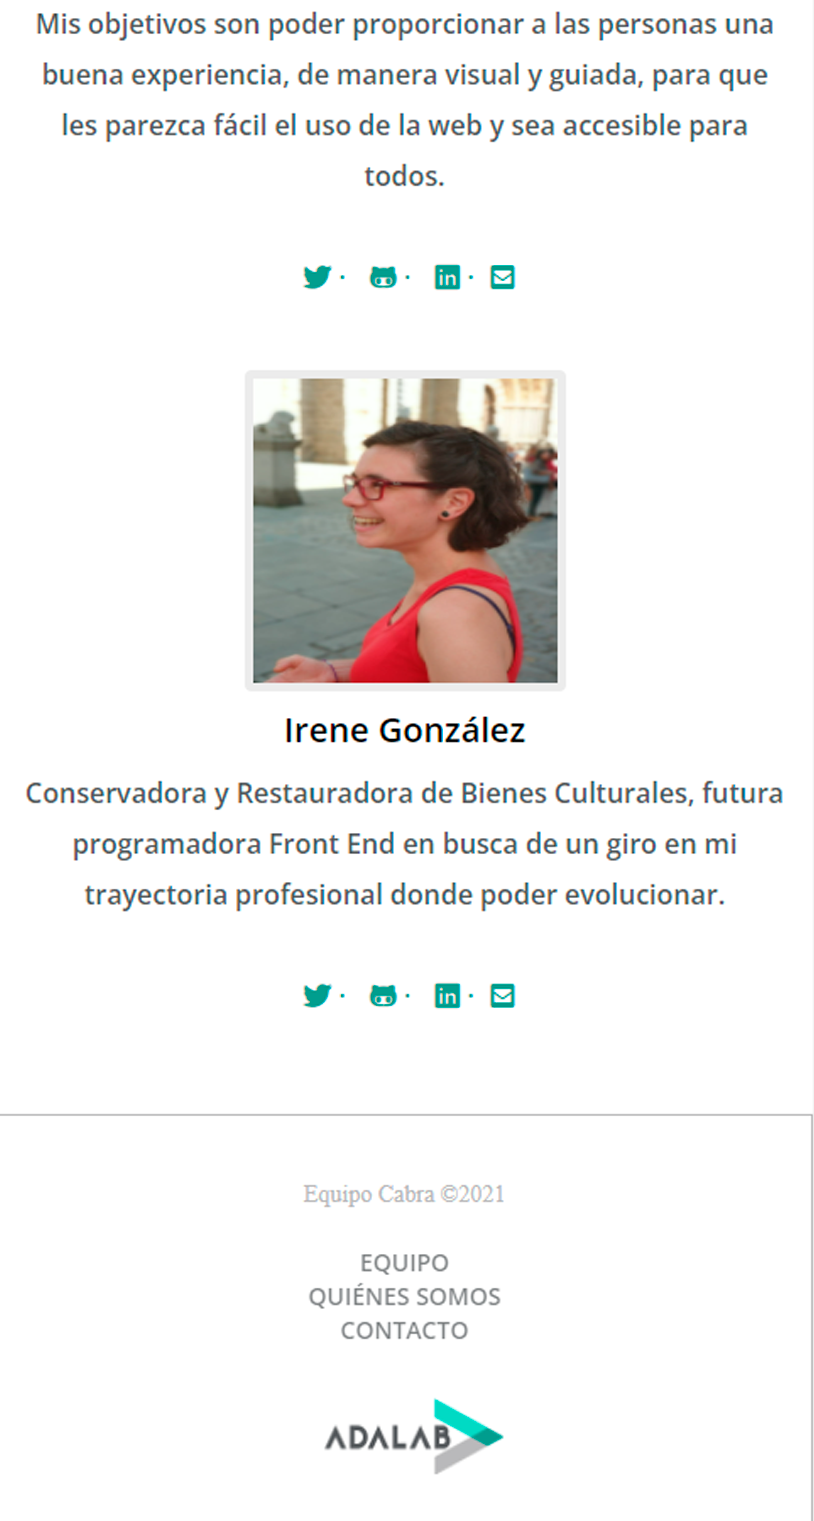 Mis objetivos son poder proporcionar a las personas una
buena experiencia, de manera visual y guiada, para que
les parezca fácil el uso de la web y sea accesible para
todos.
Irene González
Conservadora y Restauradora de Bienes Culturales, futura
programadora Front End en busca de un giro en mi
trayectoria profesional donde poder evolucionar.
Equipo Cabra ©2021
EQUIPO
QUIÉNES SOMOS
CONTACTO
ADALAB